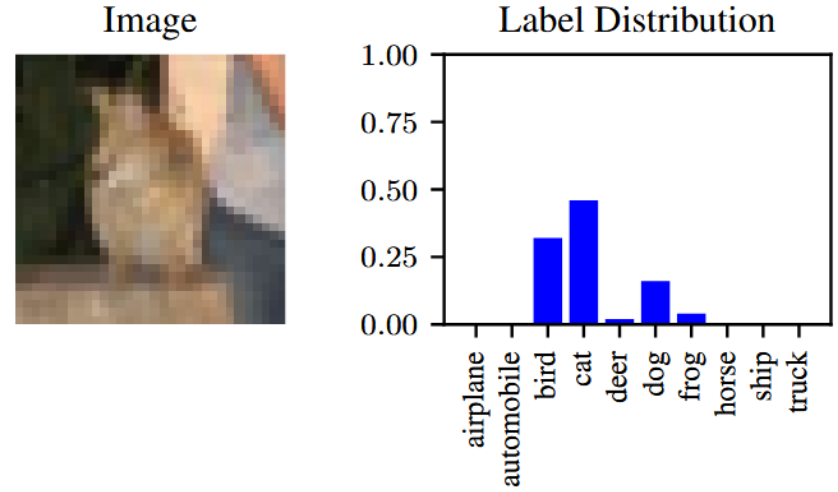 Image
Label Distribution
1.00
0.75
0.50
0.25
0.00
airplane
automobile
bird
cat
deer
dog
frog
horse
ship
truck